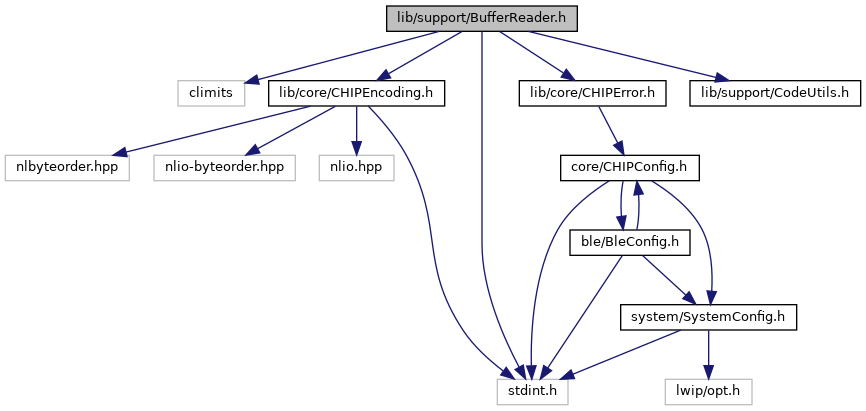 lib/support/BufferReader.h
climits
lib/core/CHIPEncoding.h
lib/core/CHIPError.h
lib/support/CodeUtils.h
nlbyteorder.hpp
nlio-byteorder.hpp
nlio.hpp
core/CHIPConfig.h
ble/BleConfig.h
system/SystemConfig.h
stdint.h
lwip/opt.h